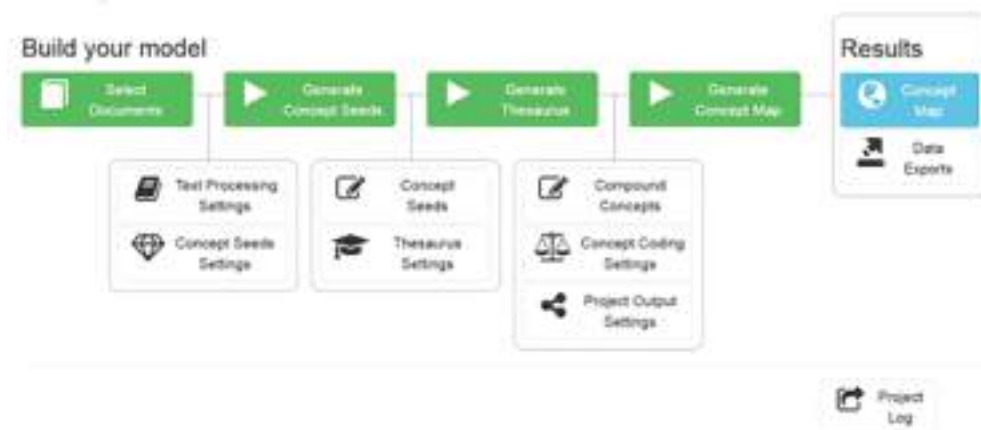 Build your model
Results
Select
Documents
Generate
Concept Seeds
Generate
Thesaurus
Generate
Concept Map
Concept
Map
Data
Exports
Text Processing
Settings
Concept Seeds
Settings
Concept
Seeds
Thesaurus
Settings
Compound
Concepts
Concept Coding
Settings
Project Output
Settings
Project
Log